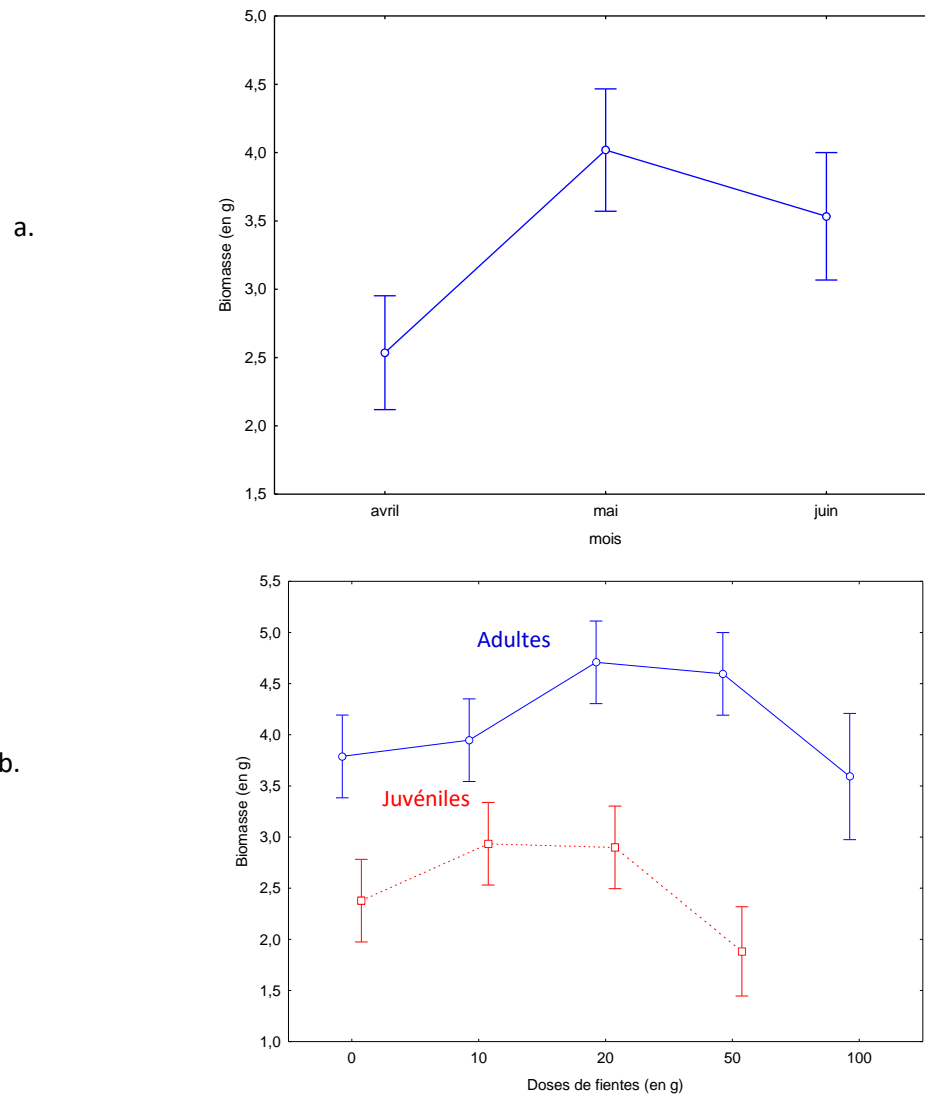 a.
Biomasse (en g)
5,0
4,5
4,0
3,5
3,0
2,5
2,0
1,5
avril mai juin
mois
b.
Biomasse (en g)
5,5
5,0
4,5
4,0
3,5
3,0
2,5
2,0
1,5
1,0
Adultes
Juvéniles
0 10 20 50 100
Doses de fientes (en g)